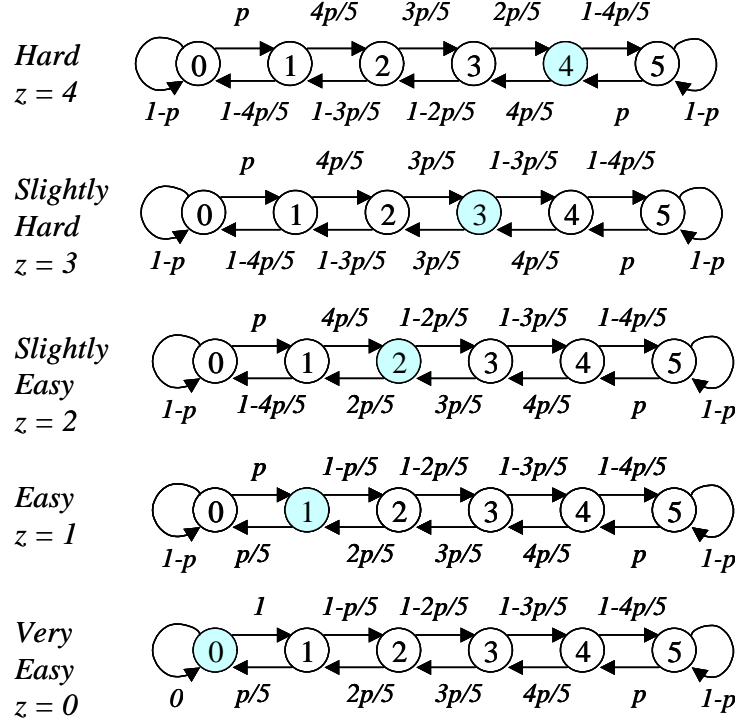 p 4p/5 3p/5 2p/5 1-4p/5
Hard
z = 4
0 1 2 3 4 5
1-p 1-4p/5 1-3p/5 1-2p/5 4p/5 p 1-p
p 4p/5 3p/5 1-3p/5 1-4p/5
Slightly
Hard
z = 3
0 1 2 3 4 5
1-p 1-4p/5 1-3p/5 3p/5 4p/5 p 1-p
p 4p/5 1-2p/5 1-3p/5 1-4p/5
Slightly
Easy
z = 2
0 1 2 3 4 5
1-p 1-4p/5 2p/5 3p/5 4p/5 p 1-p
p 1-p/5 1-2p/5 1-3p/5 1-4p/5
Easy
z = 1
0 1 2 3 4 5
1-p p/5 2p/5 3p/5 4p/5 p 1-p
1 1-p/5 1-2p/5 1-3p/5 1-4p/5
Very
Easy
z = 0
0 1 2 3 4 5
0 p/5 2p/5 3p/5 4p/5 p 1-p